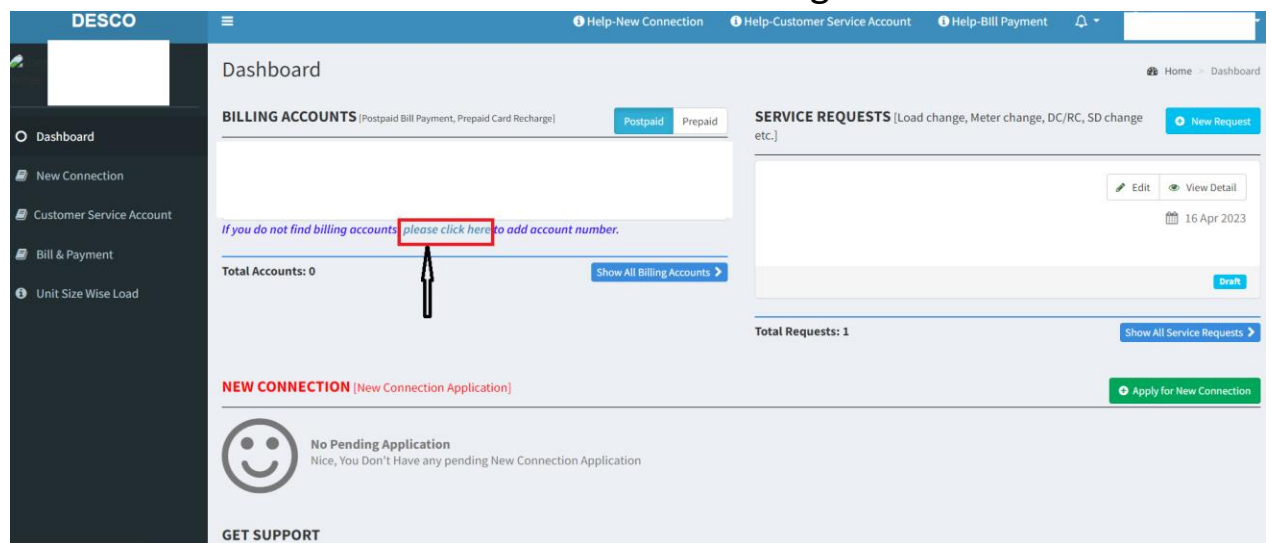 DESCO
Help-New Connection
Help-Customer Service Account
Help-BIll Payment
Dashboard
Home > Dashboard
Dashboard
New Connection
Customer Service Account
Bill & Payment
Unit Size Wise Load
BILLING ACCOUNTS [Postpaid Bill Payment, Prepaid Card Recharge]
Postpaid
Prepaid
If you do not find billing accounts please click here to add account number.
Total Accounts: 0
Show All Billing Accounts
SERVICE REQUESTS [Load change, Meter change, DC/RC, SD change
etc.]
New Request
Edit
View Detail
16 Apr 2023
Draft
Total Requests: 1
Show All Service Requests
NEW CONNECTION [New Connection Application]
Apply for New Connection
No Pending Application
Nice, You Don't Have any pending New Connection Application
GET SUPPORT